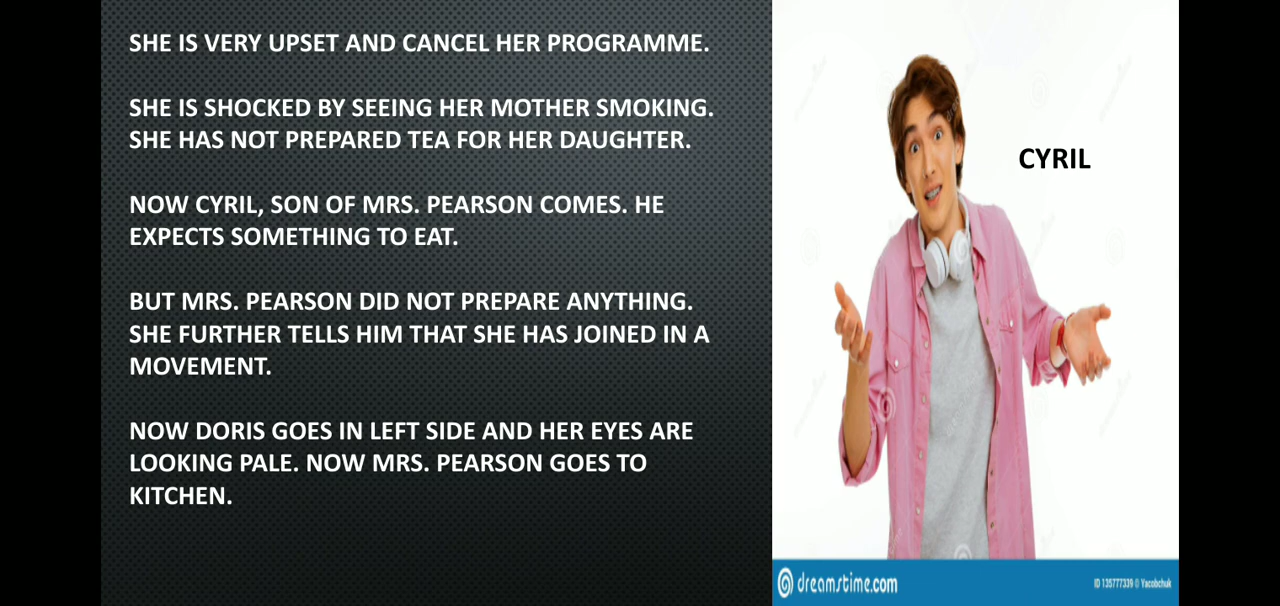 SHE IS VERY UPSET AND CANCEL HER PROGRAMME.
SHE IS SHOCKED BY SEEING HER MOTHER SMOKING.
SHE HAS NOT PREPARED TEA FOR HER DAUGHTER.
NOW CYRIL, SON OF MRS. PEARSON COMES. HE
EXPECTS SOMETHING TO EAT.
BUT MRS. PEARSON DID NOT PREPARE ANYTHING.
SHE FURTHER TELLS HIM THAT SHE HAS JOINED IN A
MOVEMENT.
NOW DORIS GOES IN LEFT SIDE AND HER EYES ARE
LOOKING PALE. NOW MRS. PEARSON GOES TO
KITCHEN.
CYRIL
dreamstime.com
ID 135777339 © Yacobchuk